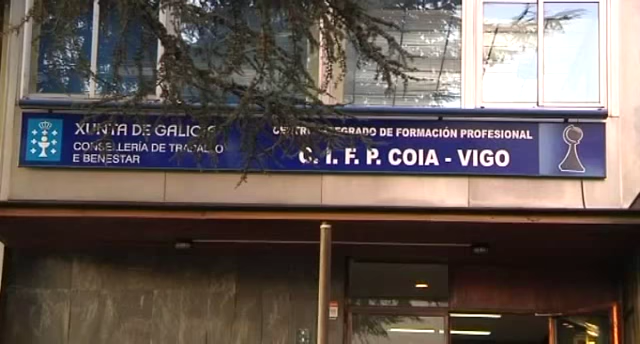 XUNTA DE GALICIA
CONSELLERÍA DE TRABALLO
E BENESTAR
CENTRO INTEGRADO DE FORMACIÓN PROFESIONAL
C. I. F. P. COIA - VIGO